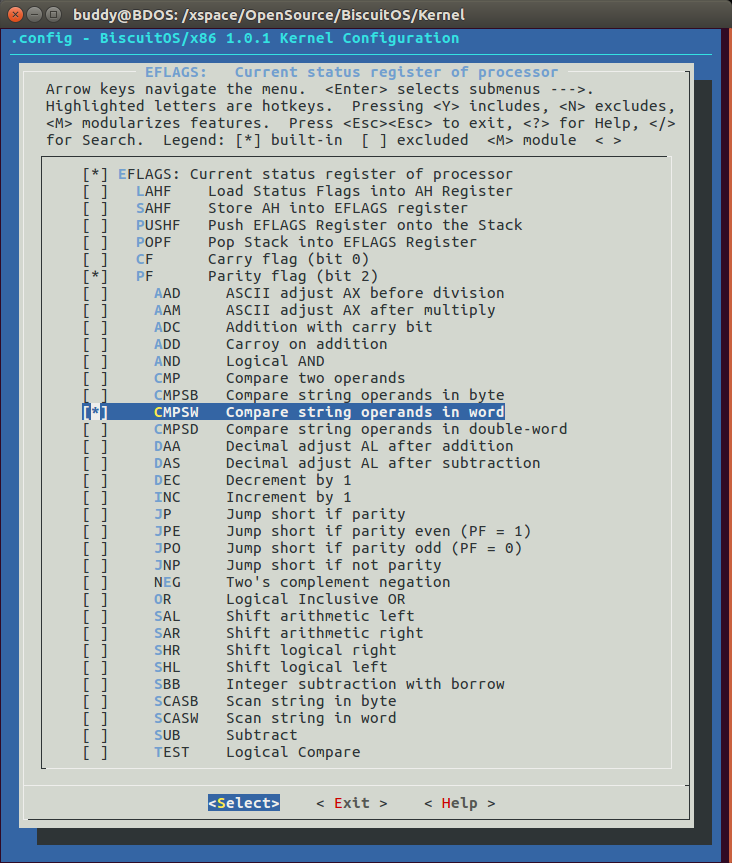 buddy@BDOS: /xspace/OpenSource/BiscuitOS/Kernel
.config - BiscuitOS/x86 1.0.1 Kernel Configuration
EFLAGS:   Current status register of processor
Arrow keys navigate the menu.  <Enter> selects submenus --->.
Highlighted letters are hotkeys.  Pressing <Y> includes, <N> excludes,
<M> modularizes features.  Press <Esc><Esc> to exit, <?> for Help, </>
for Search.  Legend: [*] built-in  [ ] excluded  <M> module  < >
[*] EFLAGS: Current status register of processor
[ ]   LAHF    Load Status Flags into AH Register
[ ]   SAHF    Store AH into EFLAGS register
[ ]   PUSHF   Push EFLAGS Register onto the Stack
[ ]   POPF    Pop Stack into EFLAGS Register
[ ]   CF      Carry flag (bit 0)
[*]   PF      Parity flag (bit 2)
[ ]     AAD     ASCII adjust AX before division
[ ]     AAM     ASCII adjust AX after multiply
[ ]     ADC     Addition with carry bit
[ ]     ADD     Carroy on addition
[ ]     AND     Logical AND
[ ]     CMP     Compare two operands
[ ]     CMPSB   Compare string operands in byte
[*]     CMPSW   Compare string operands in word
[ ]     CMPSD   Compare string operands in double-word
[ ]     DAA     Decimal adjust AL after addition
[ ]     DAS     Decimal adjust AL after subtraction
[ ]     DEC     Decrement by 1
[ ]     INC     Increment by 1
[ ]     JP      Jump short if parity
[ ]     JPE     Jump short if parity even (PF = 1)
[ ]     JPO     Jump short if parity odd (PF = 0)
[ ]     JNP     Jump short if not parity
[ ]     NEG     Two's complement negation
[ ]     OR      Logical Inclusive OR
[ ]     SAL     Shift arithmetic left
[ ]     SAR     Shift arithmetic right
[ ]     SHR     Shift logical right
[ ]     SHL     Shift logical left
[ ]     SBB     Integer subtraction with borrow
[ ]     SCASB   Scan string in byte
[ ]     SCASW   Scan string in word
[ ]     SUB     Subtract
[ ]     TEST    Logical Compare
<Select>    < Exit >    < Help >